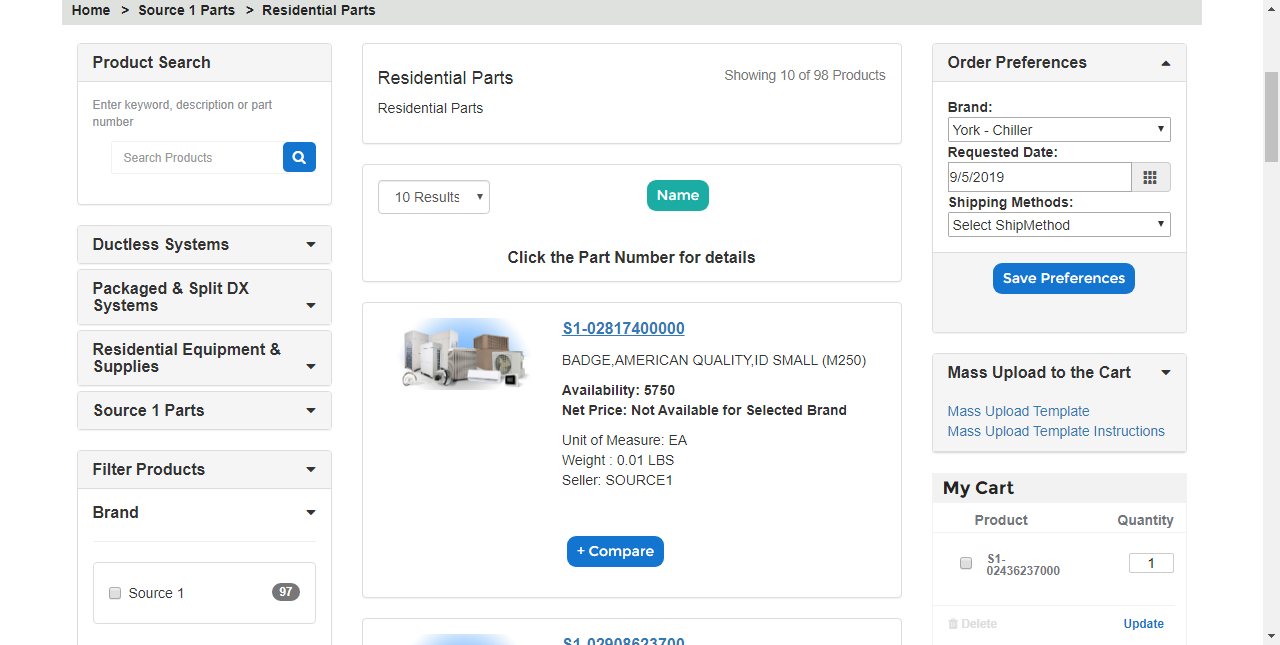 Home > Source 1 Parts > Residential Parts
Product Search
Enter keyword, description or part
number
Search Products
Ductless Systems
Packaged & Split DX
Systems
Residential Equipment &
Supplies
Source 1 Parts
Filter Products
Brand
Source 1
97
Residential Parts
Showing 10 of 98 Products
Residential Parts
10 Results
Name
Click the Part Number for details
S1-02817400000
BADGE,AMERICAN QUALITY,ID SMALL (M250)
Availability: 5750
Net Price: Not Available for Selected Brand
Unit of Measure: EA
Weight : 0.01 LBS
Seller: SOURCE1
+ Compare
S1-02908623700
Order Preferences
Brand:
York - Chiller
Requested Date:
9/5/2019
Shipping Methods:
Select ShipMethod
Save Preferences
Mass Upload to the Cart
Mass Upload Template
Mass Upload Template Instructions
My Cart
Product Quantity
S1-
02436237000
1
Delete
Update